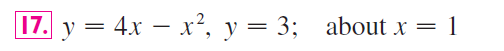 17. y = 4x − x², y = 3; about x = 1